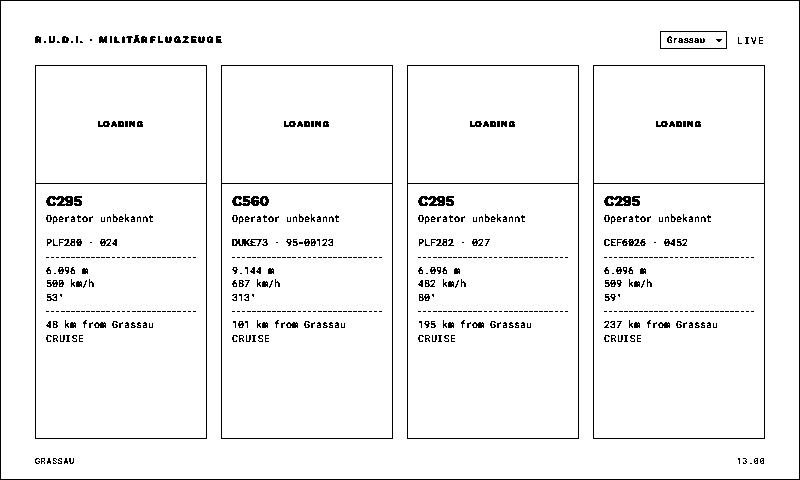 R.U.D.I. · MILITÄRFLUGZEUGE
Grassau
LIVE
LOADING
C295
Operator unbekannt
PLF280 · 024
6.096 m
500 km/h
53°
48 km from Grassau
CRUISE
LOADING
C560
Operator unbekannt
DUKE73 · 95-00123
9.144 m
687 km/h
313°
101 km from Grassau
CRUISE
LOADING
C295
Operator unbekannt
PLF282 · 027
6.096 m
482 km/h
80°
195 km from Grassau
CRUISE
LOADING
C295
Operator unbekannt
CEF6026 · 0452
6.096 m
509 km/h
59°
237 km from Grassau
CRUISE
GRASSAU
13.00